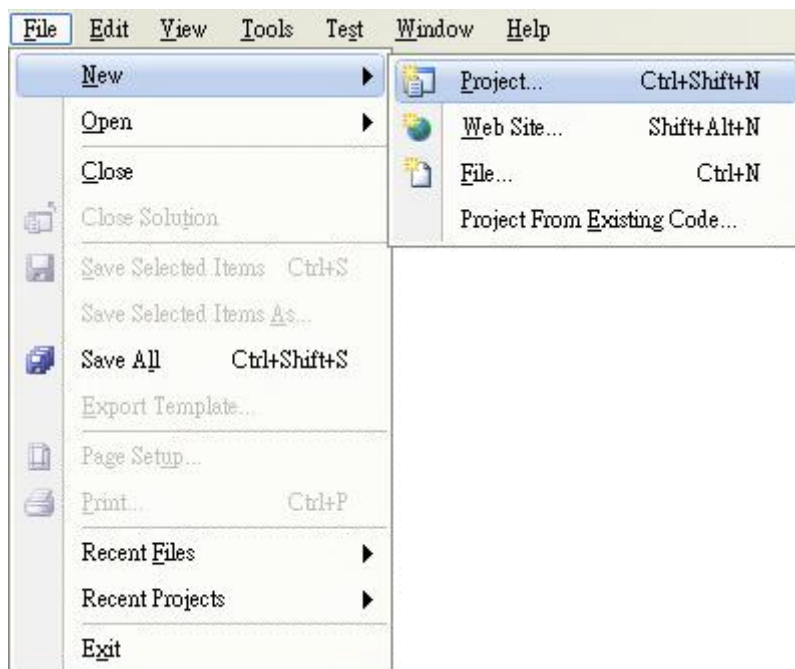 File Edit View Tools Test Window Help
New
Open
Close
Close Solution
Save Selected Items Ctrl+S
Save Selected Items As...
Save All Ctrl+Shift+S
Export Template...
Page Setup...
Print... Ctrl+P
Recent Files
Recent Projects
Exit
Project... Ctrl+Shift+N
Web Site... Shift+Alt+N
File... Ctrl+N
Project From Existing Code...